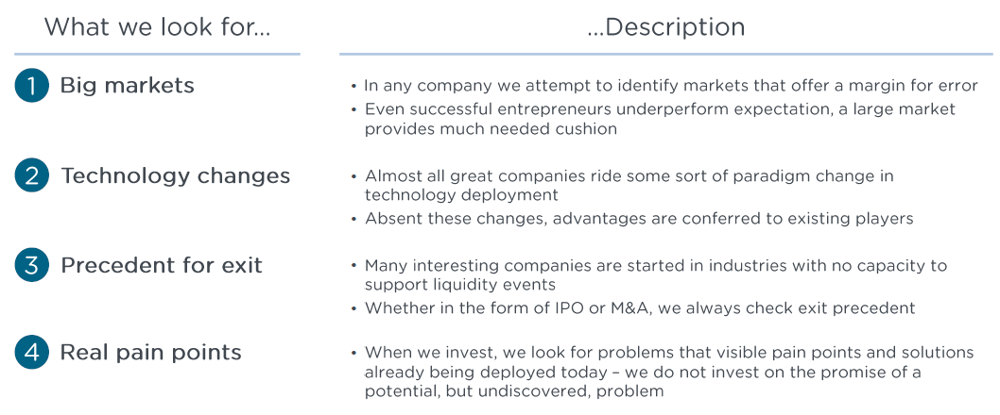 What we look for...
...Description
1 Big markets
• In any company we attempt to identify markets that offer a margin for error
• Even successful entrepreneurs underperform expectation, a large market
provides much needed cushion
2 Technology changes
• Almost all great companies ride some sort of paradigm change in
technology deployment
• Absent these changes, advantages are conferred to existing players
3 Precedent for exit
• Many interesting companies are started in industries with no capacity to
support liquidity events
• Whether in the form of IPO or M&A, we always check exit precedent
4 Real pain points
• When we invest, we look for problems that visible pain points and solutions
already being deployed today – we do not invest on the promise of a
potential, but undiscovered, problem